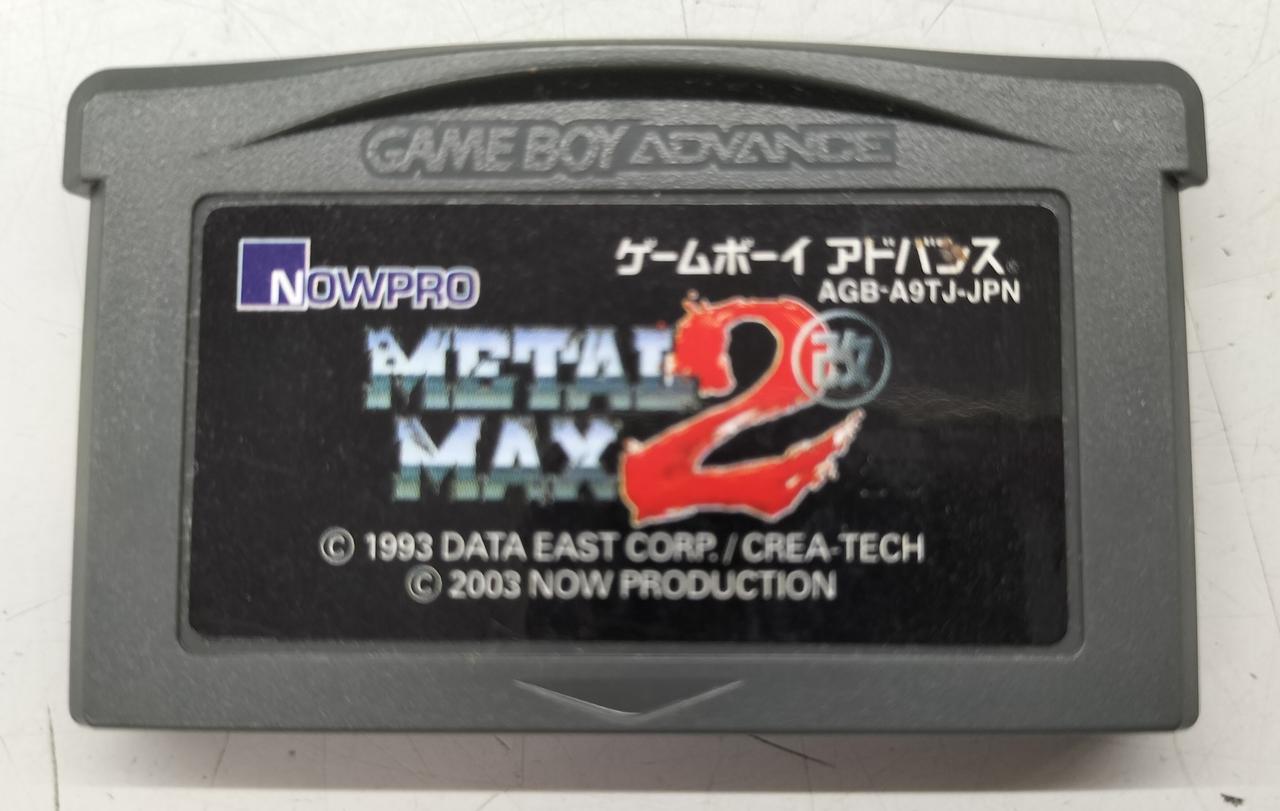 GAME BOY ADVANCE
NOWPRO
ゲームボーイ アドバンス
AGB-A9TJ-JPN
METAL
MAX 2 改
© 1993 DATA EAST CORP. / CREA-TECH
© 2003 NOW PRODUCTION